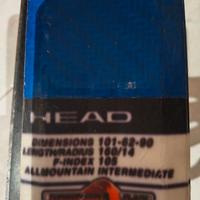 HEAD
DIMENSIONS 101-62-90
LENGTH/RADIUS 160/14
F-INDEX 105
ALLMOUNTAIN INTERMEDIATE